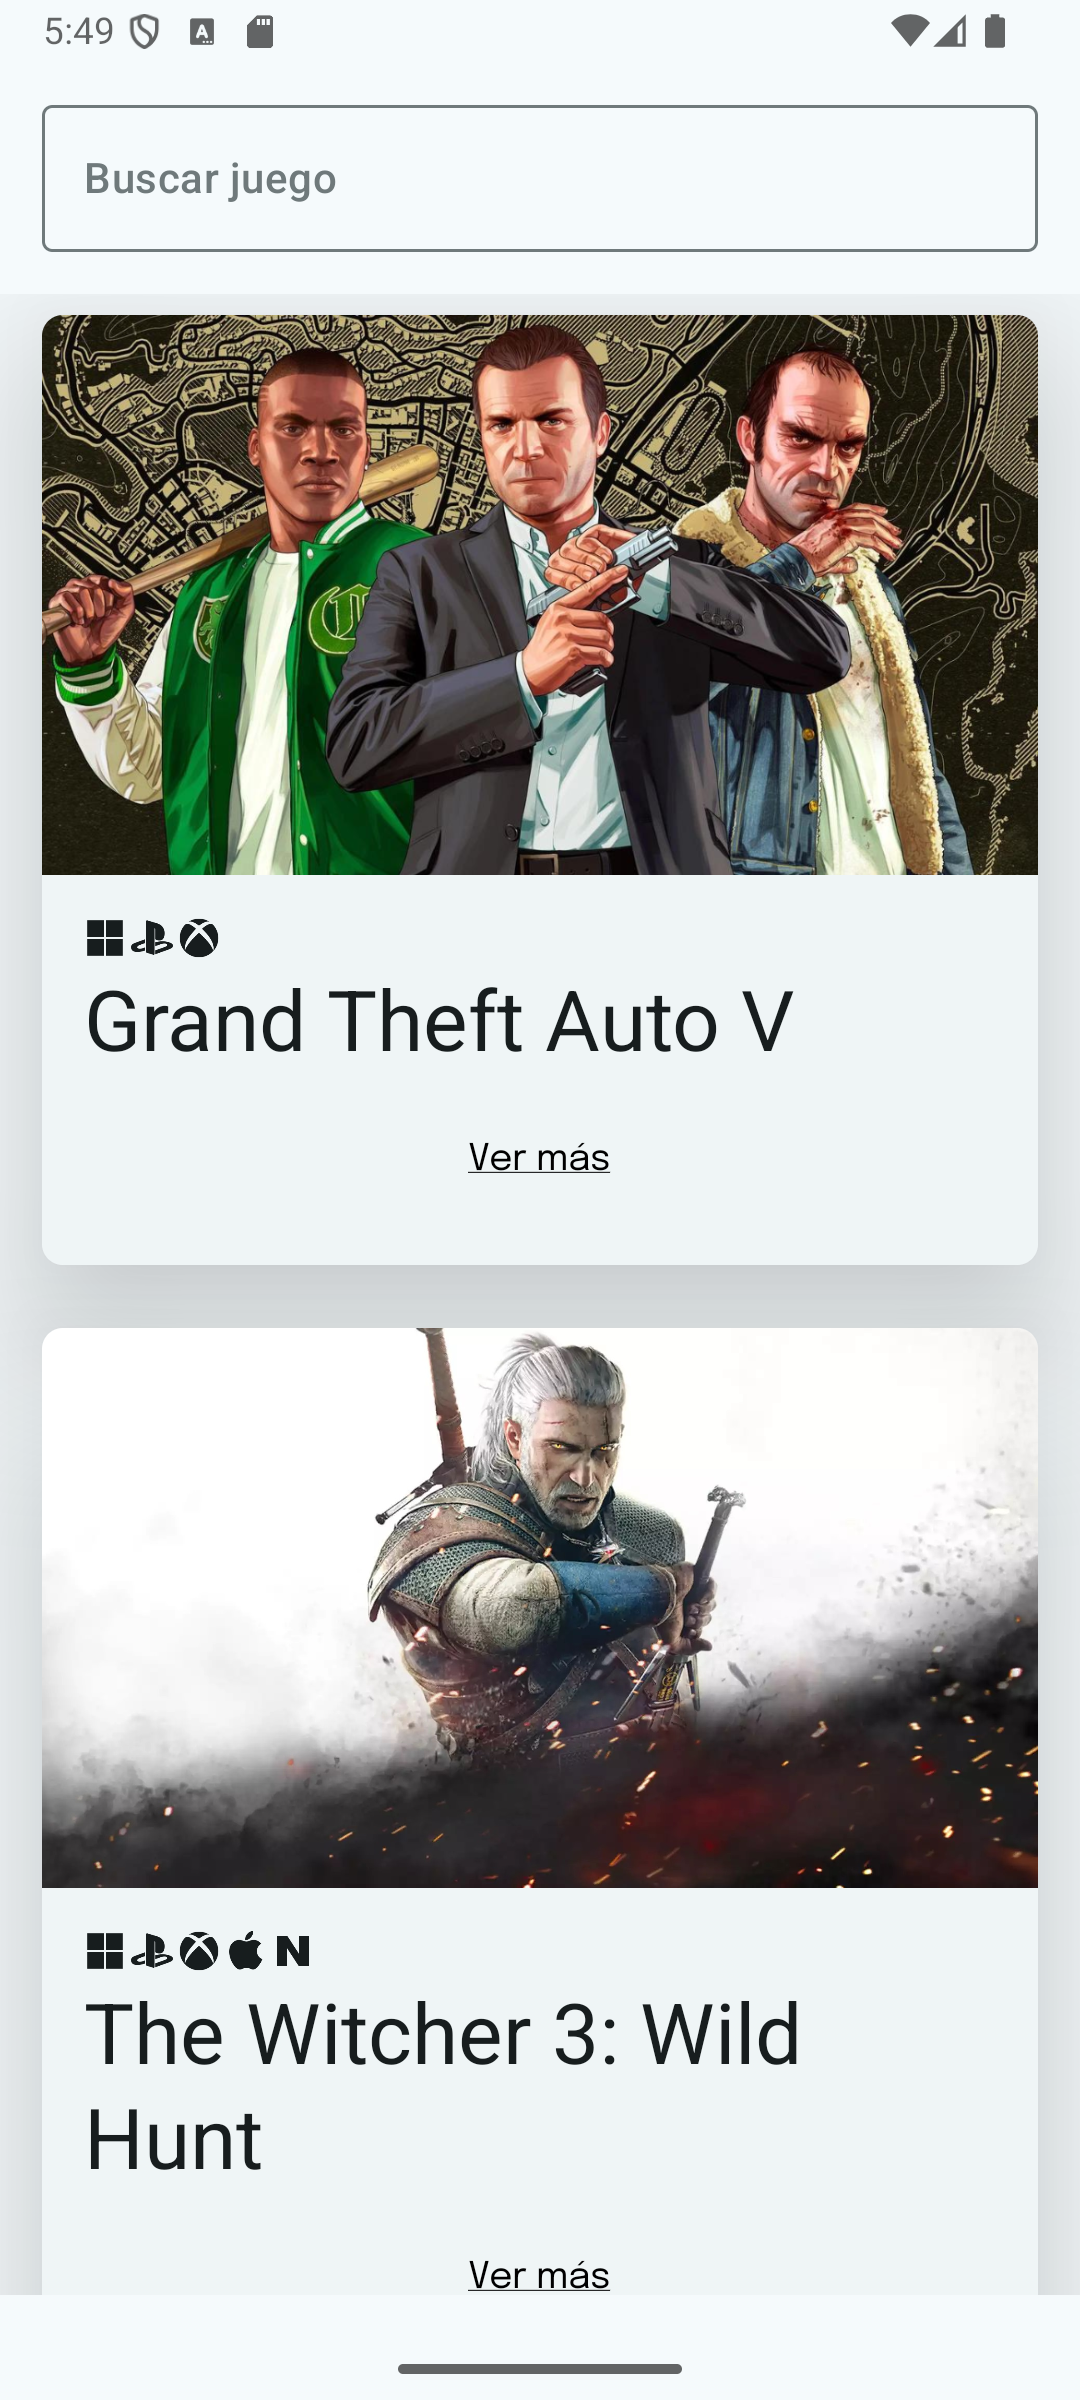 5:49
Buscar juego
Grand Theft Auto V
Ver más
The Witcher 3: Wild
Hunt
Ver más